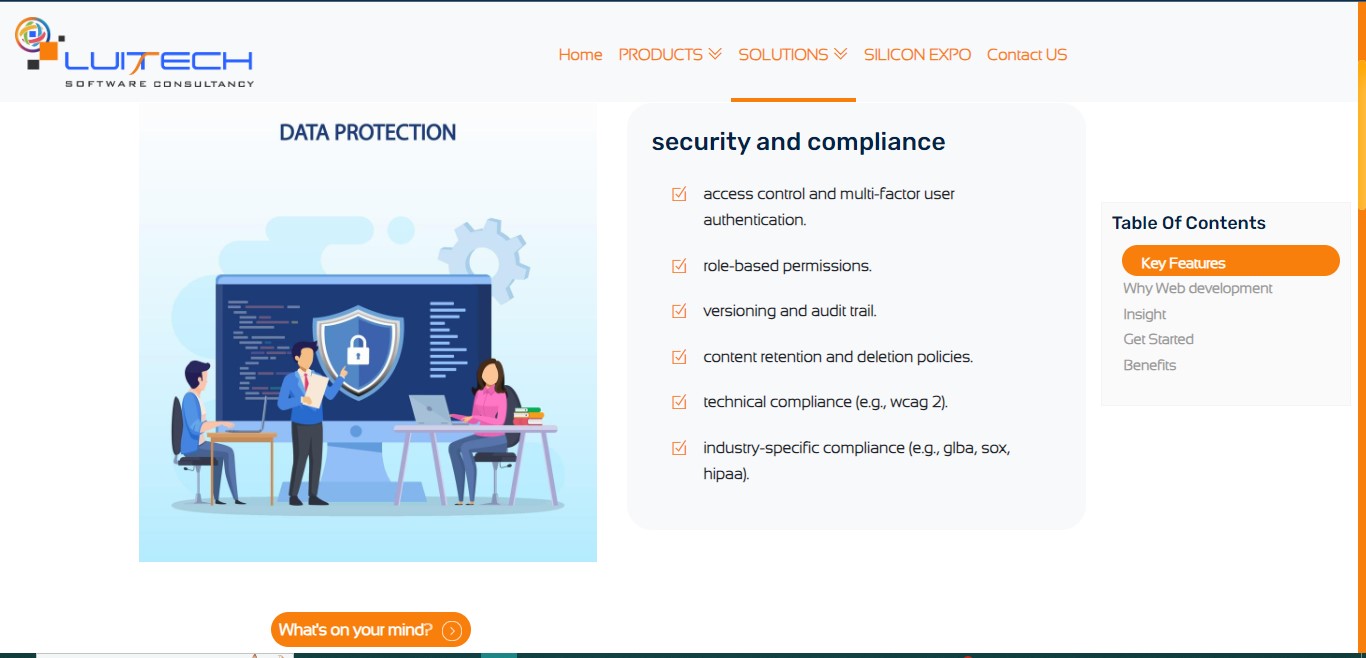 LUITECH
SOFTWARE CONSULTANCY
Home PRODUCTS SOLUTIONS SILICON EXPO Contact US
DATA PROTECTION
security and compliance
access control and multi-factor user
authentication.
role-based permissions.
versioning and audit trail.
content retention and deletion policies.
technical compliance (e.g., wcag 2).
industry-specific compliance (e.g., glba, sox,
hipaa).
Table Of Contents
Key Features
Why Web development
Insight
Get Started
Benefits
What's on your mind?